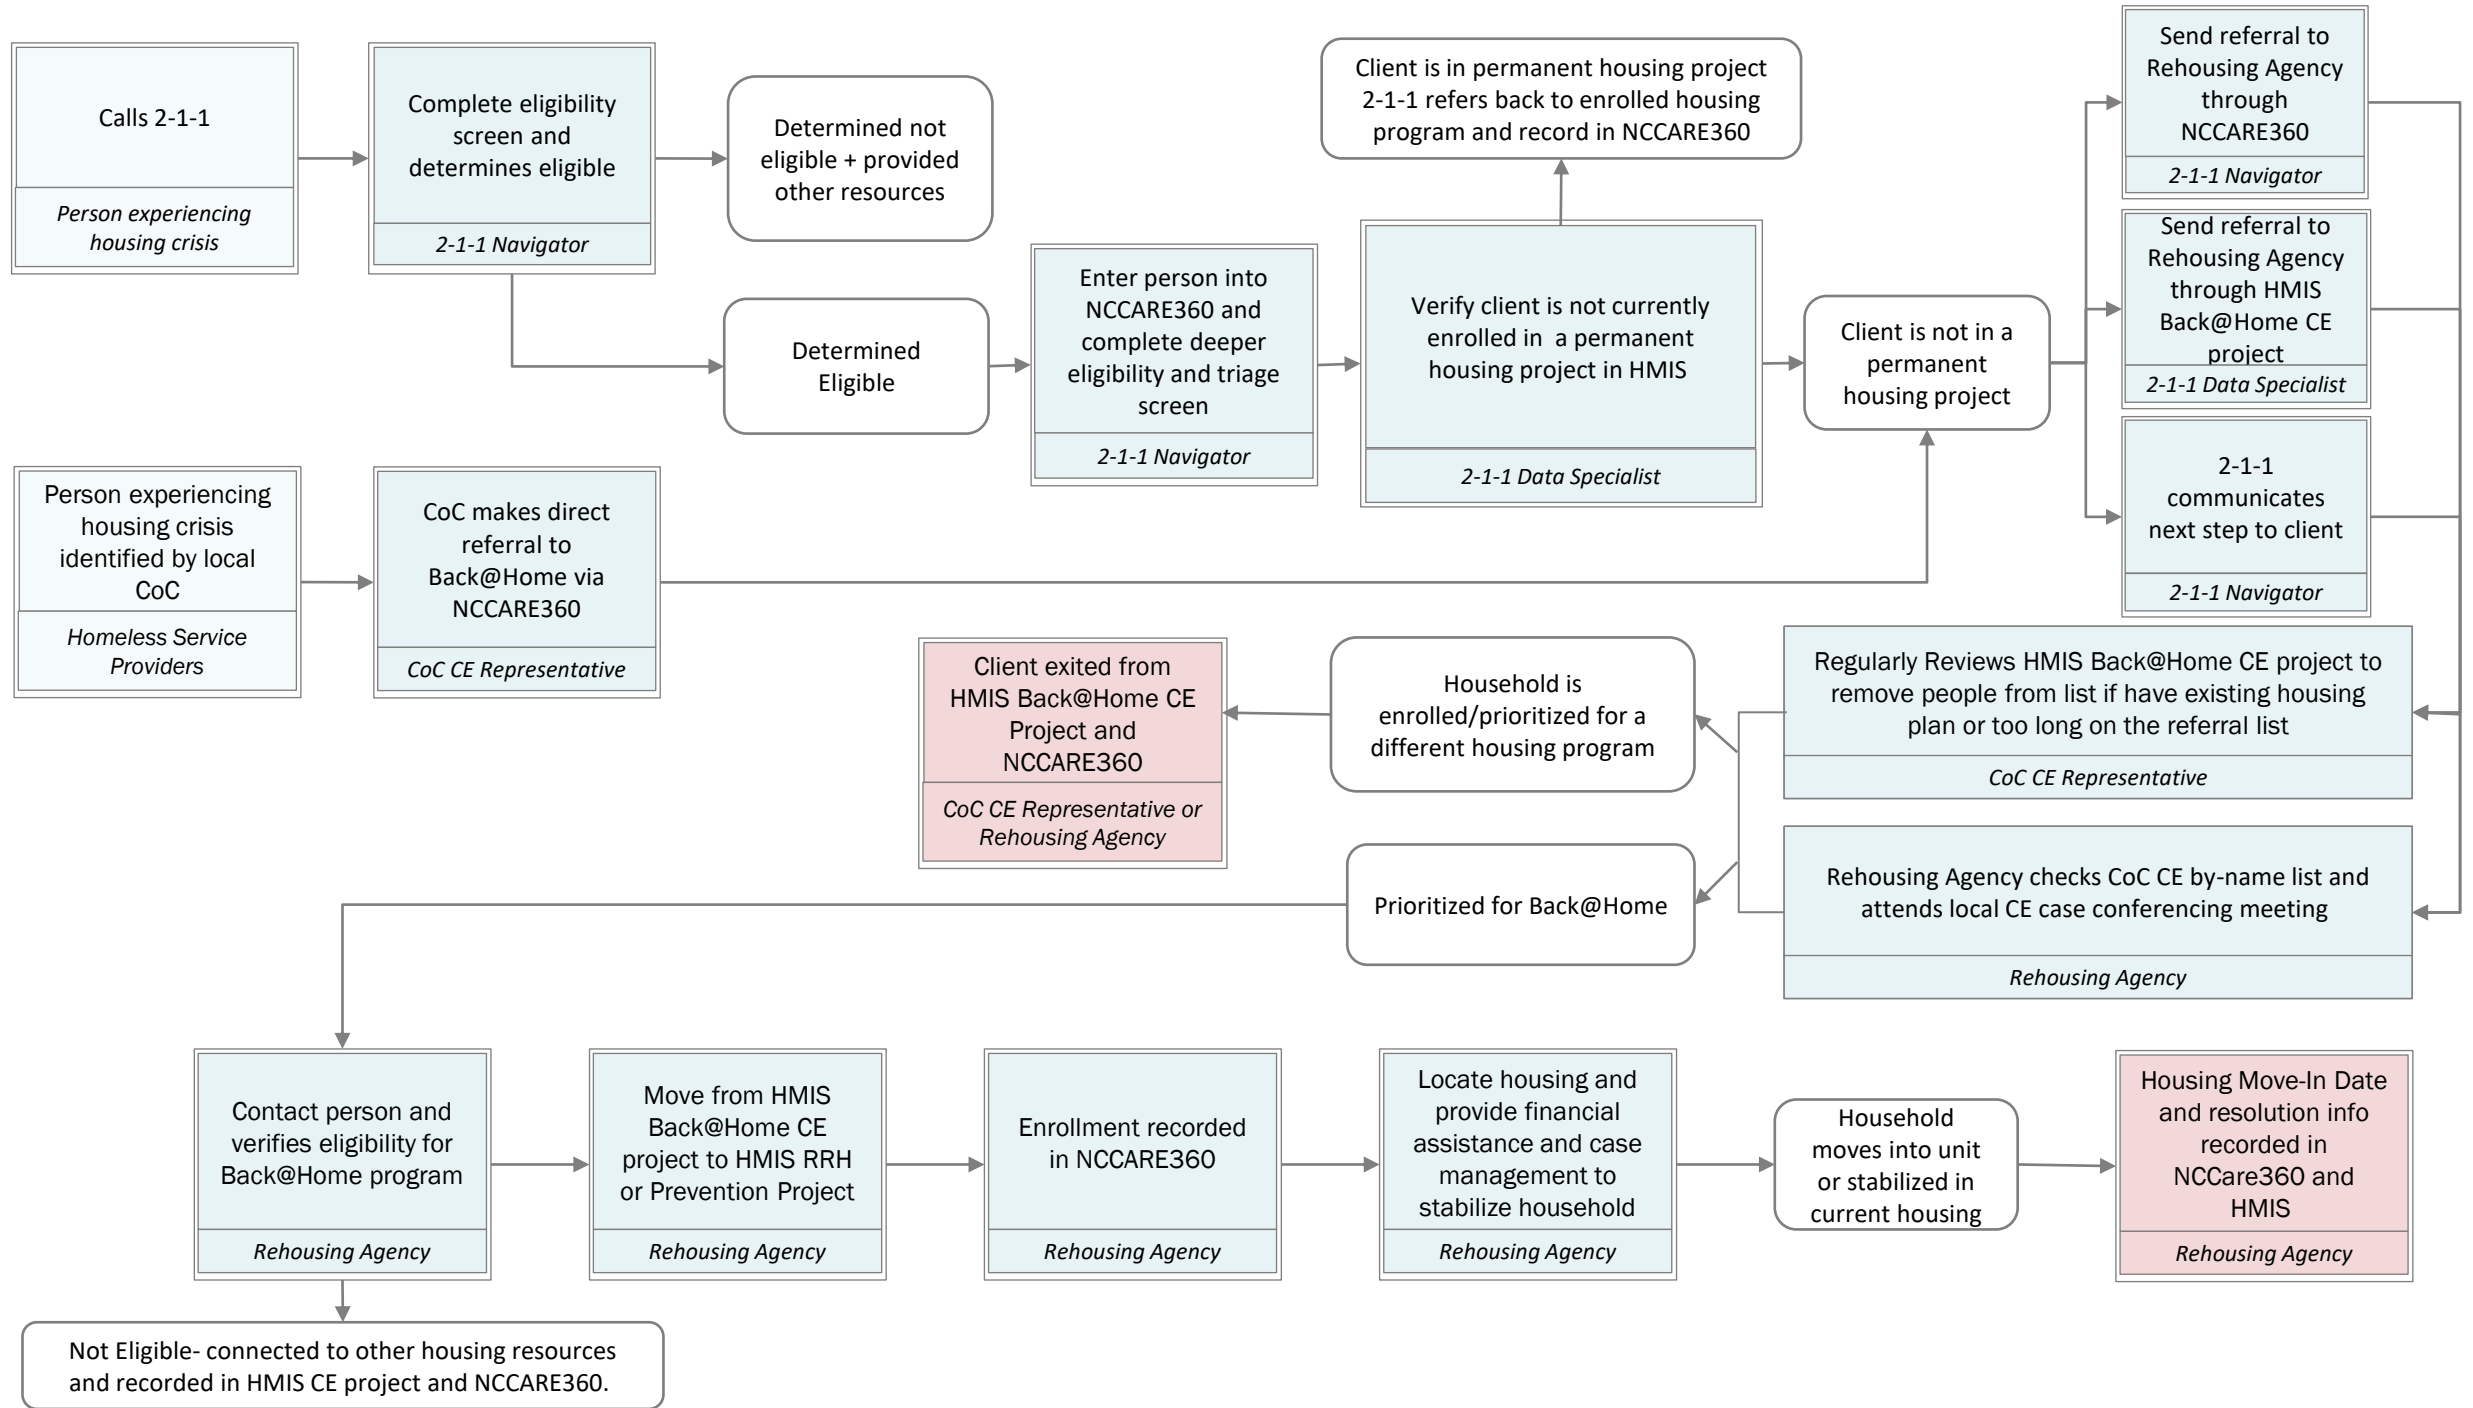 Calls 2-1-1
Person experiencing
housing crisis
Complete eligibility
screen and
determines eligible
2-1-1 Navigator
Determined not
eligible + provided
other resources
Determined
Eligible
Enter person into
NCCARE360 and
complete deeper
eligibility and triage
screen
2-1-1 Navigator
Client is in permanent housing project
2-1-1 refers back to enrolled housing
program and record in NCCARE360
Verify client is not currently
enrolled in a permanent
housing project in HMIS
2-1-1 Data Specialist
Client is not in a
permanent
housing project
Send referral to
Rehousing Agency
through
NCCARE360
2-1-1 Navigator
Send referral to
Rehousing Agency
through HMIS
Back@Home CE
project
2-1-1 Data Specialist
2-1-1
communicates
next step to client
2-1-1 Navigator
Person experiencing
housing crisis
identified by local
CoC
Homeless Service
Providers
CoC makes direct
referral to
Back@Home via
NCCARE360
CoC CE Representative
Client exited from
HMIS Back@Home CE
Project and
NCCARE360
CoC CE Representative or
Rehousing Agency
Household is
enrolled/prioritized for a
different housing program
Regularly Reviews HMIS Back@Home CE project to
remove people from list if have existing housing
plan or too long on the referral list
CoC CE Representative
Prioritized for Back@Home
Rehousing Agency checks CoC CE by-name list and
attends local CE case conferencing meeting
Rehousing Agency
Contact person and
verifies eligibility for
Back@Home program
Rehousing Agency
Move from HMIS
Back@Home CE
project to HMIS RRH
or Prevention Project
Rehousing Agency
Enrollment recorded
in NCCARE360
Rehousing Agency
Locate housing and
provide financial
assistance and case
management to
stabilize household
Rehousing Agency
Household
moves into unit
or stabilized in
current housing
Housing Move-In Date
and resolution info
recorded in
NCCare360 and
HMIS
Rehousing Agency
Not Eligible- connected to other housing resources
and recorded in HMIS CE project and NCCARE360.